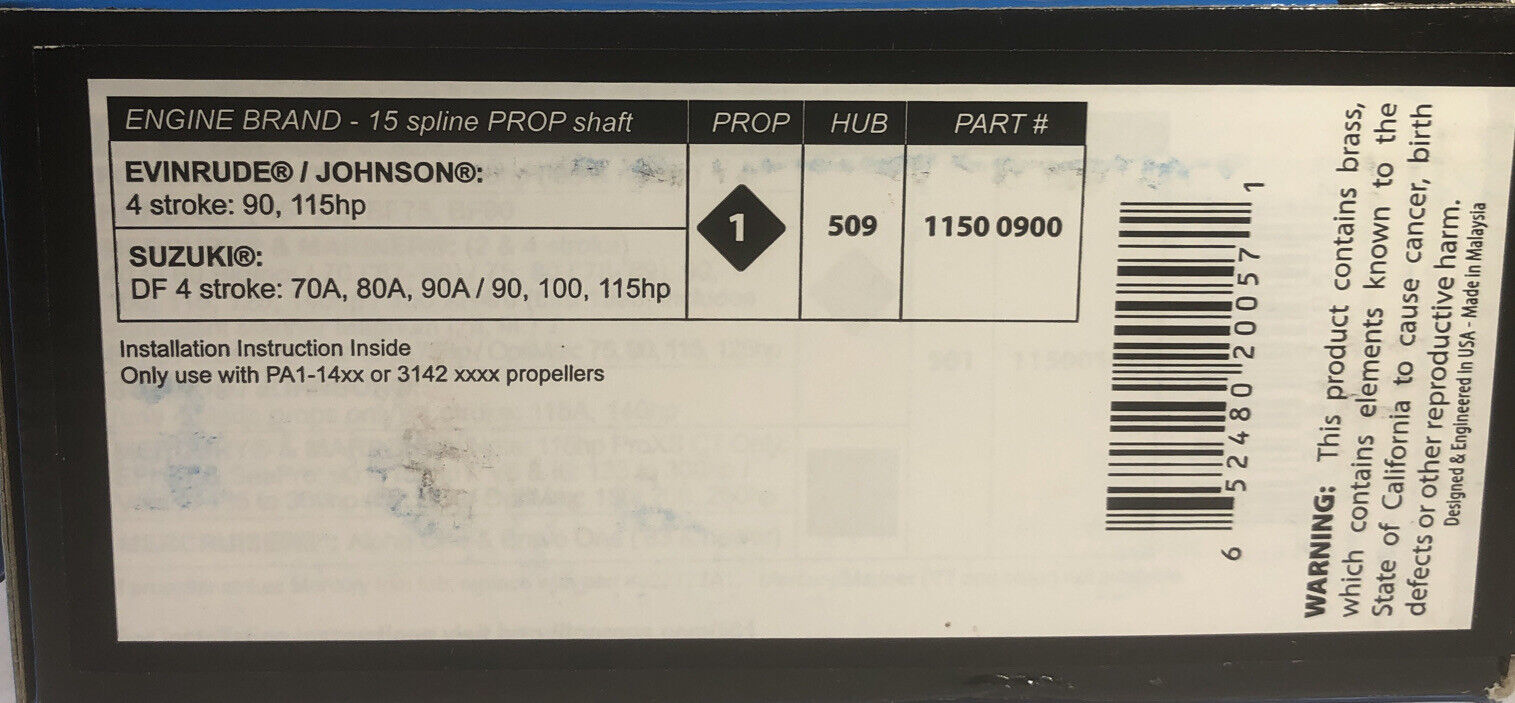 ENGINE BRAND - 15 spline PROP shaft PROP HUB PART #
EVINRUDE® / JOHNSON®:
4 stroke: 90, 115hp
1 509 1150 0900
SUZUKI®:
DF 4 stroke: 70A, 80A, 90A / 90, 100, 115hp
Installation Instruction Inside
Only use with PA1-14xx or 3142 xxxx propellers
6 52480 20057 1
WARNING: This product contains brass,
which contains elements known to the
State of California to cause cancer, birth
defects or other reproductive harm.
Designed & Engineered in USA - Made in Malaysia